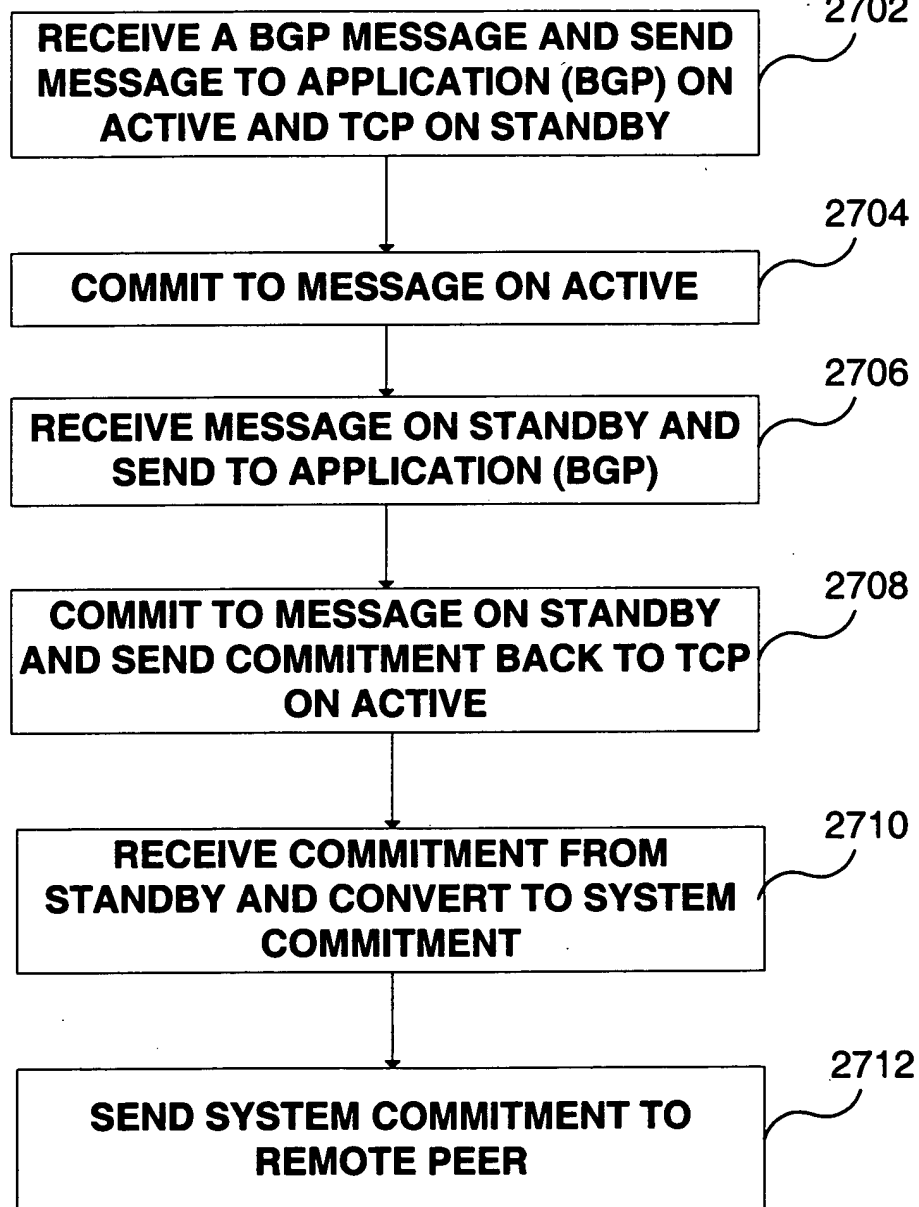 2702
RECEIVE A BGP MESSAGE AND SEND
MESSAGE TO APPLICATION (BGP) ON
ACTIVE AND TCP ON STANDBY
2704
COMMIT TO MESSAGE ON ACTIVE
2706
RECEIVE MESSAGE ON STANDBY AND
SEND TO APPLICATION (BGP)
2708
COMMIT TO MESSAGE ON STANDBY
AND SEND COMMITMENT BACK TO TCP
ON ACTIVE
2710
RECEIVE COMMITMENT FROM
STANDBY AND CONVERT TO SYSTEM
COMMITMENT
2712
SEND SYSTEM COMMITMENT TO
REMOTE PEER